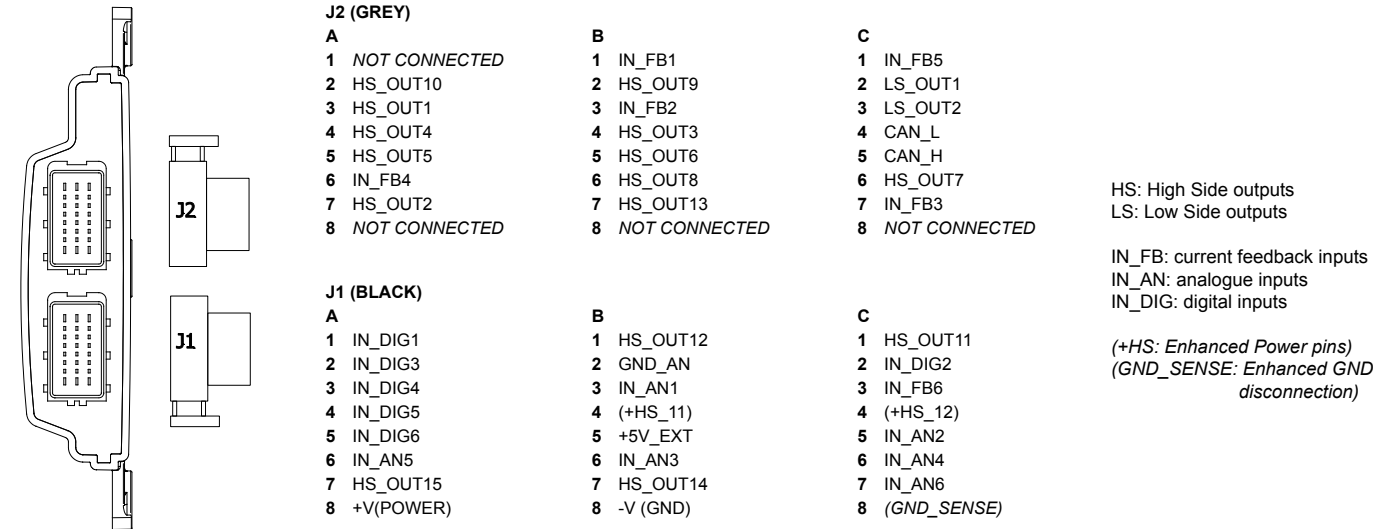 J2 (GREY)
A B C
1 NOT CONNECTED 1 IN_FB1 1 IN_FB5
2 HS_OUT10 2 HS_OUT9 2 LS_OUT1
3 HS_OUT1 3 IN_FB2 3 LS_OUT2
4 HS_OUT4 4 HS_OUT3 4 CAN_L
5 HS_OUT5 5 HS_OUT6 5 CAN_H
6 IN_FB4 6 HS_OUT8 6 HS_OUT7
7 HS_OUT2 7 HS_OUT13 7 IN_FB3
8 NOT CONNECTED 8 NOT CONNECTED 8 NOT CONNECTED
J2
J1 (BLACK)
A B C
1 IN_DIG1 1 HS_OUT12 1 HS_OUT11
2 IN_DIG3 2 GND_AN 2 IN_DIG2
3 IN_DIG4 3 IN_AN1 3 IN_FB6
4 IN_DIG5 4 (+HS_11) 4 (+HS_12)
5 IN_DIG6 5 +5V_EXT 5 IN_AN2
6 IN_AN5 6 IN_AN3 6 IN_AN4
7 HS_OUT15 7 HS_OUT14 7 IN_AN6
8 +V(POWER) 8 -V (GND) 8 (GND_SENSE)
J1
HS: High Side outputs
LS: Low Side outputs
IN_FB: current feedback inputs
IN_AN: analogue inputs
IN_DIG: digital inputs
(+HS: Enhanced Power pins)
(GND_SENSE: Enhanced GND
disconnection)